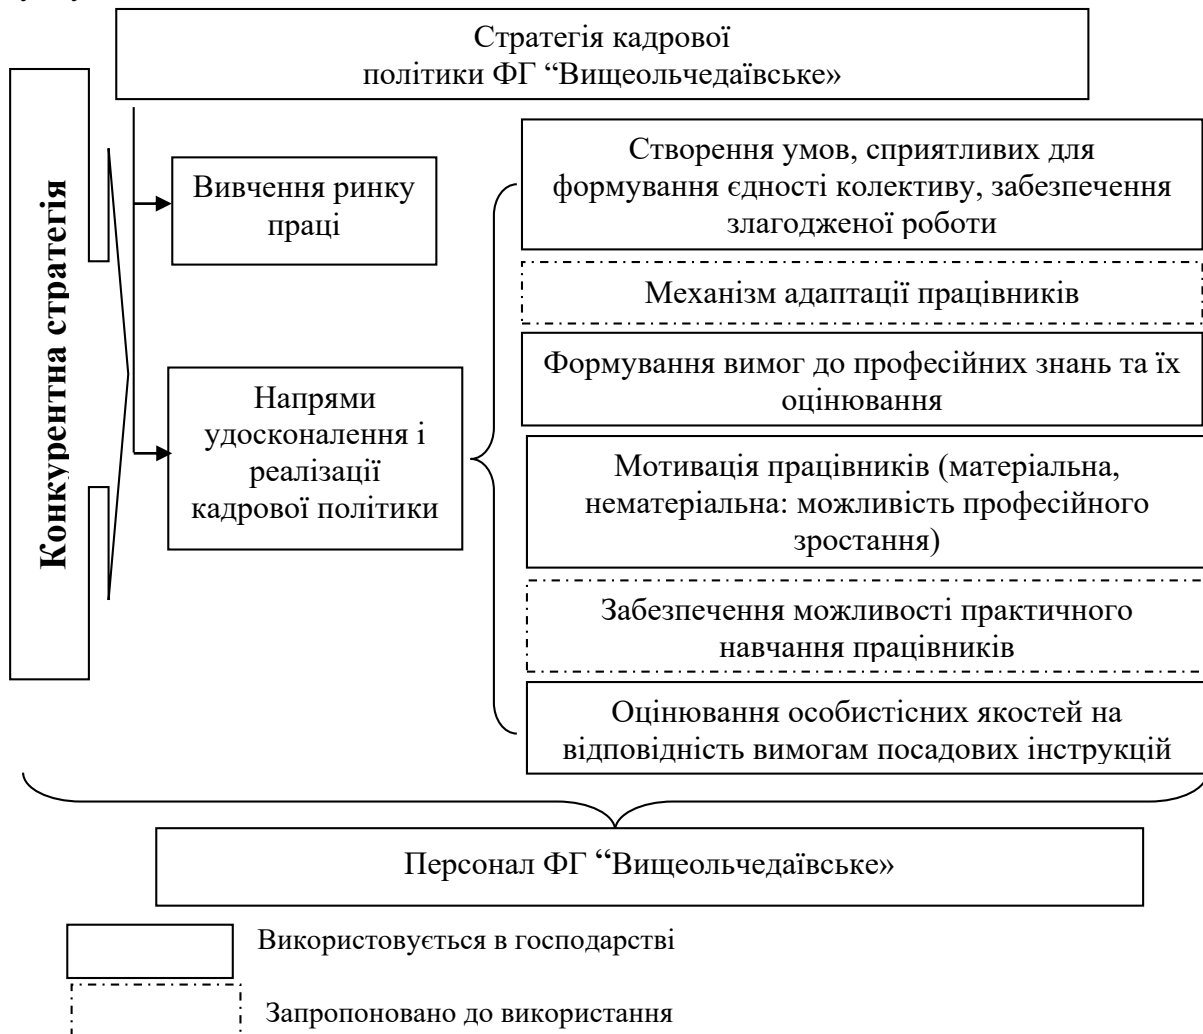 Стратегія кадрової
політики ФГ “Вищеольчедаївське»
Конкурентна стратегія
Вивчення ринку
праці
Напрями
удосконалення і
реалізації
кадрової політики
Створення умов, сприятливих для
формування єдності колективу, забезпечення
злагодженої роботи
Механізм адаптації працівників
Формування вимог до професійних знань та їх
оцінювання
Мотивація працівників (матеріальна,
нематеріальна: можливість професійного
зростання)
Забезпечення можливості практичного
навчання працівників
Оцінювання особистісних якостей на
відповідність вимогам посадових інструкцій
Персонал ФГ “Вищеольчедаївське»
Використовується в господарстві
Запропоновано до використання